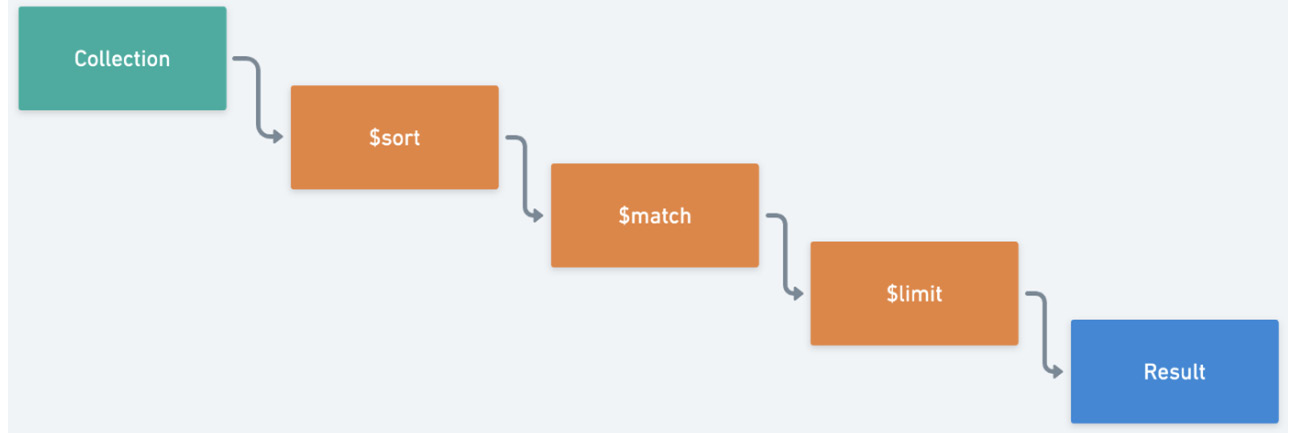 Collection
$sort
$match
$limit
Result